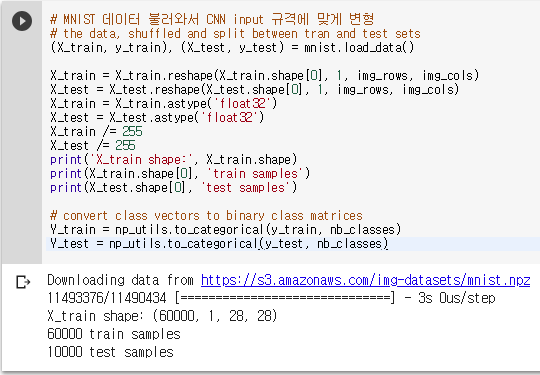 # MNIST 데이터 불러와서 CNN input 규격에 맞게 변형
# the data, shuffled and split between tran and test sets
(X_train, y_train), (X_test, y_test) = mnist.load_data()
X_train = X_train.reshape(X_train.shape[0], 1, img_rows, img_cols)
X_test = X_test.reshape(X_test.shape[0], 1, img_rows, img_cols)
X_train = X_train.astype('float32')
X_test = X_test.astype('float32')
X_train /= 255
X_test /= 255
print('X_train shape:', X_train.shape)
print(X_train.shape[0], 'train samples')
print(X_test.shape[0], 'test samples')
# convert class vectors to binary class matrices
Y_train = np_utils.to_categorical(y_train, nb_classes)
Y_test = np_utils.to_categorical(y_test, nb_classes)
Downloading data from https://s3.amazonaws.com/img-datasets/mnist.npz
11493376/11490434 [==============================] - 3s 0us/step
X_train shape: (60000, 1, 28, 28)
60000 train samples
10000 test samples